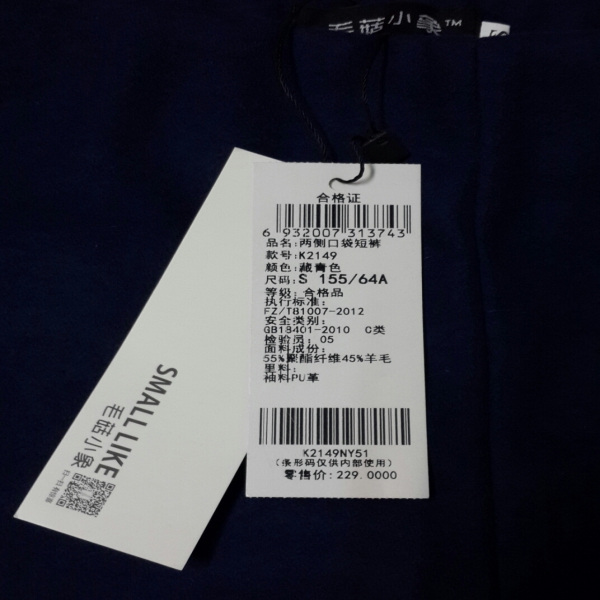 毛菇小象™
合格证
6 932007 313743
品名:两侧口袋短裤
款号:K2149
颜色:藏青色
尺码:S 155/64A
等级:合格品
执行标准:
FZ/T81007-2012
安全类别:
GB18401-2010 C类
检验员:05
面料成份:
55%聚酯纤维45%羊毛
里料:
袖料PU革
K2149NY51
(条形码仅供内部使用)
零售价:229.0000
SMALL LIKE
毛菇小象